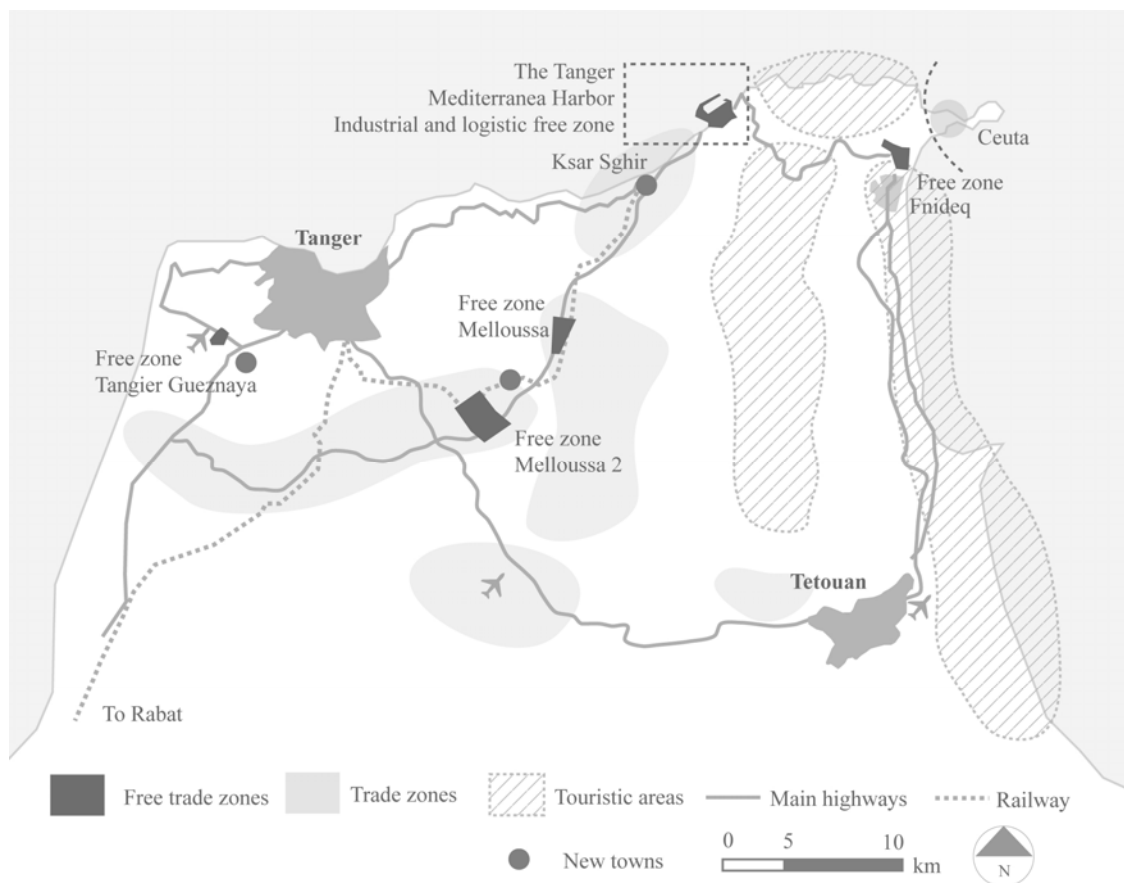 The Tanger
Mediterranea Harbor
Industrial and logistic free zone
Ceuta
Ksar Sghir
Free zone
Fnideq
Tanger
Free zone
Melloussa
Free zone
Tangier Gueznaya
Free zone
Melloussa 2
Tetouan
To Rabat
Free trade zones
Trade zones
Touristic areas
Main highways
Railway
New towns
0 5 10
km
N